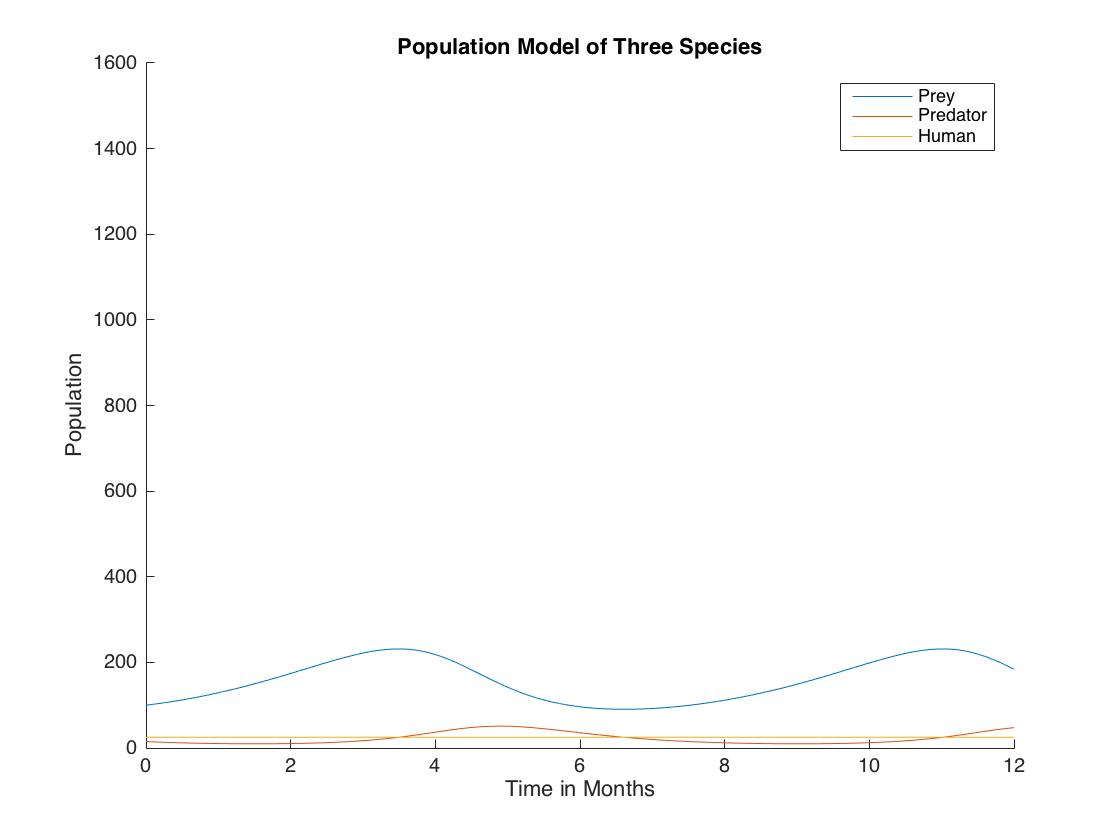 Population Model of Three Species
1600
1400
1200
1000
800
600
400
200
0
Population
Prey
Predator
Human
0 2 4 6 8 10 12
Time in Months